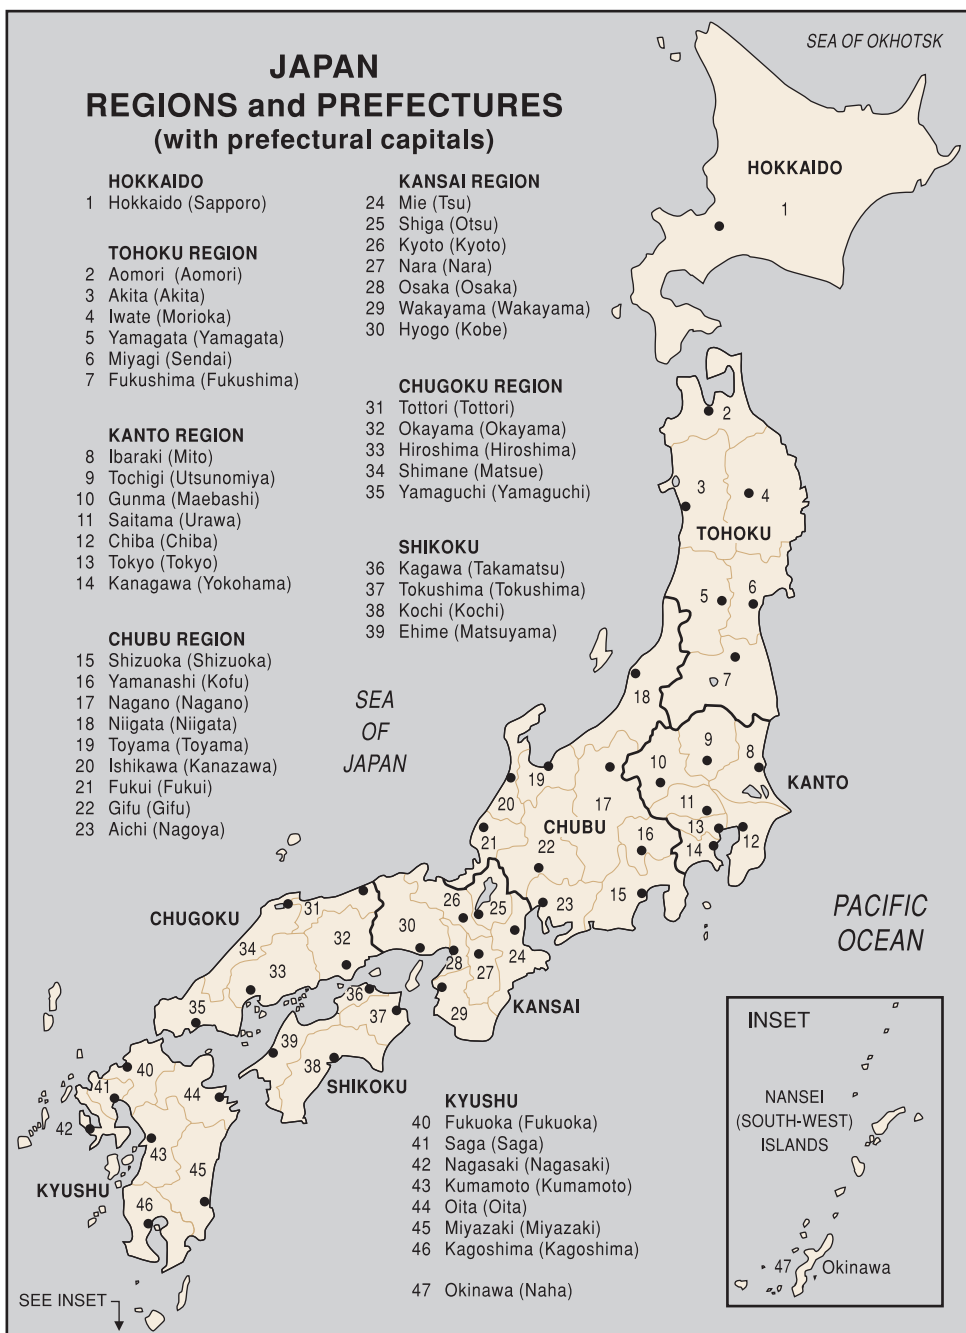 JAPAN
REGIONS and PREFECTURES
(with prefectural capitals)
HOKKAIDO
1 Hokkaido (Sapporo)
TOHOKU REGION
2 Aomori (Aomori)
3 Akita (Akita)
4 Iwate (Morioka)
5 Yamagata (Yamagata)
6 Miyagi (Sendai)
7 Fukushima (Fukushima)
KANTO REGION
8 Ibaraki (Mito)
9 Tochigi (Utsunomiya)
10 Gunma (Maebashi)
11 Saitama (Urawa)
12 Chiba (Chiba)
13 Tokyo (Tokyo)
14 Kanagawa (Yokohama)
CHUBU REGION
15 Shizuoka (Shizuoka)
16 Yamanashi (Kofu)
17 Nagano (Nagano)
18 Niigata (Niigata)
19 Toyama (Toyama)
20 Ishikawa (Kanazawa)
21 Fukui (Fukui)
22 Gifu (Gifu)
23 Aichi (Nagoya)
KANSAI REGION
24 Mie (Tsu)
25 Shiga (Otsu)
26 Kyoto (Kyoto)
27 Nara (Nara)
28 Osaka (Osaka)
29 Wakayama (Wakayama)
30 Hyogo (Kobe)
CHUGOKU REGION
31 Tottori (Tottori)
32 Okayama (Okayama)
33 Hiroshima (Hiroshima)
34 Shimane (Matsue)
35 Yamaguchi (Yamaguchi)
SHIKOKU
36 Kagawa (Takamatsu)
37 Tokushima (Tokushima)
38 Kochi (Kochi)
39 Ehime (Matsuyama)
KYUSHU
40 Fukuoka (Fukuoka)
41 Saga (Saga)
42 Nagasaki (Nagasaki)
43 Kumamoto (Kumamoto)
44 Oita (Oita)
45 Miyazaki (Miyazaki)
46 Kagoshima (Kagoshima)
47 Okinawa (Naha)
SEA OF OKHOTSK
HOKKAIDO
1
2
3
4
TOHOKU
5
6
7
18
SEA
OF
JAPAN
9
8
10
19
17
KANTO
20
11
CHUBU
13
12
21
16
14
22
15
23
PACIFIC
OCEAN
26
25
CHUGOKU
31
30
32
34
24
28
27
33
36
KANSAI
35
37
29
39
38
SHIKOKU
40
41
44
42
43
KYUSHU
45
46
SEE INSET
INSET
NANSEI
(SOUTH-WEST)
ISLANDS
47
Okinawa